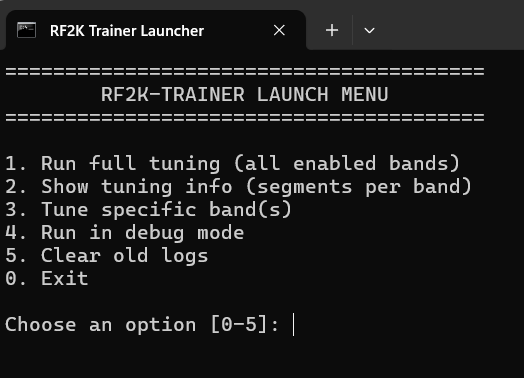 RF2K Trainer Launcher
========================================
RF2K-TRAINER LAUNCH MENU
========================================
1. Run full tuning (all enabled bands)
2. Show tuning info (segments per band)
3. Tune specific band(s)
4. Run in debug mode
5. Clear old logs
0. Exit
Choose an option [0-5]: